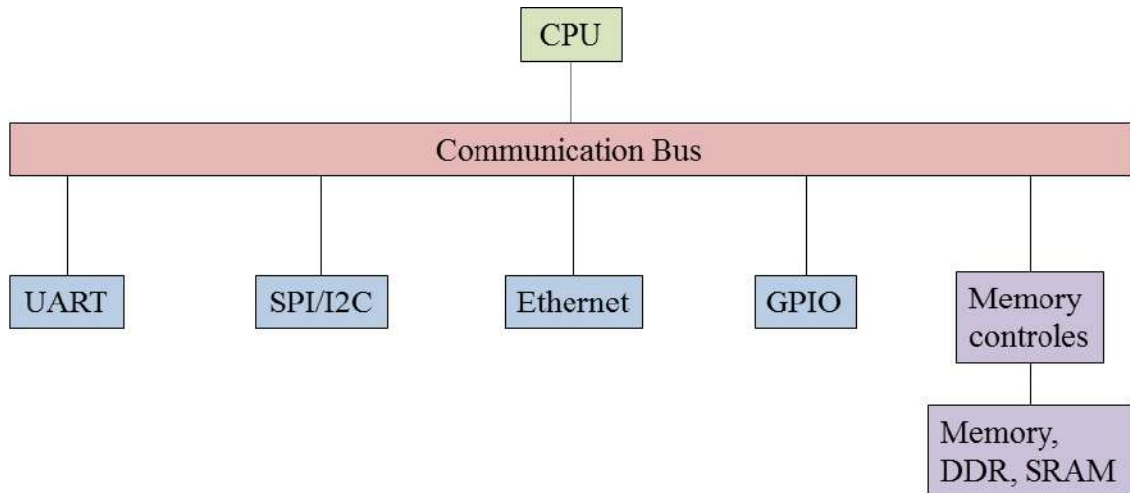 CPU
Communication Bus
UART
SPI/I2C
Ethernet
GPIO
Memory
controles
Memory,
DDR, SRAM